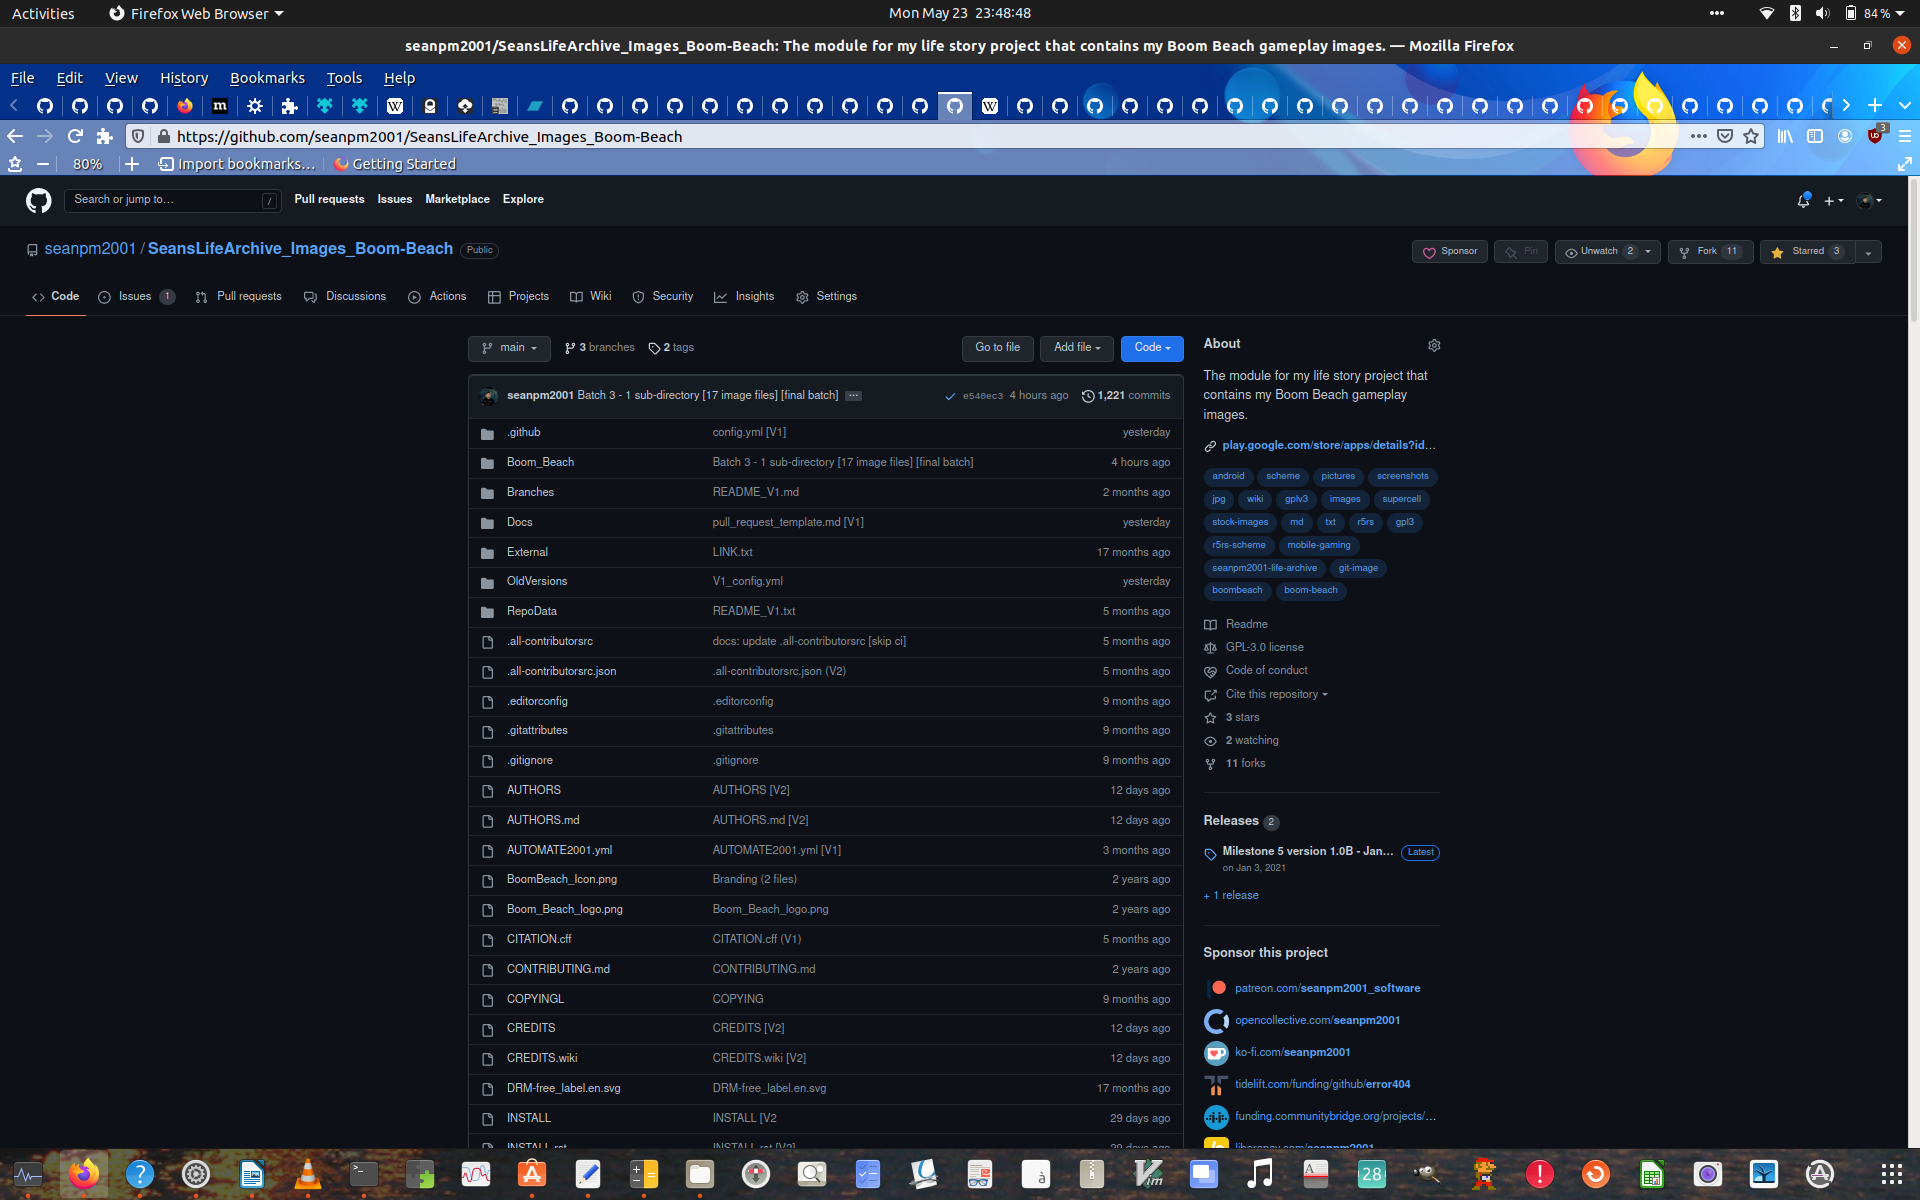 Activities
Firefox Web Browser
Mon May 23 23:48:48
84 %
seanpm2001/SeansLifeArchive_Images_Boom-Beach: The module for my life story project that contains my Boom Beach gameplay images. — Mozilla Firefox
File Edit View History Bookmarks Tools Help
https://github.com/seanpm2001/SeansLifeArchive_Images_Boom-Beach
3
80%
Import bookmarks...
Getting Started
Search or jump to...
/
Pull requests Issues Marketplace Explore
seanpm2001 / SeansLifeArchive_Images_Boom-Beach Public
Sponsor
Pin
Unwatch 2
Fork 11
Starred 3
Code
Issues 1
Pull requests
Discussions
Actions
Projects
Wiki
Security
Insights
Settings
main
3 branches
2 tags
Go to file
Add file
Code
seanpm2001 Batch 3 - 1 sub-directory [17 image files] [final batch] ...
e540ec3 4 hours ago
1,221 commits
.github config.yml [V1] yesterday
Boom_Beach Batch 3 - 1 sub-directory [17 image files] [final batch] 4 hours ago
Branches README_V1.md 2 months ago
Docs pull_request_template.md [V1] yesterday
External LINK.txt 17 months ago
OldVersions V1_config.yml yesterday
RepoData README_V1.txt 5 months ago
.all-contributorsrc docs: update .all-contributorsrc [skip ci] 5 months ago
.all-contributorsrc.json .all-contributorsrc.json (V2) 5 months ago
.editorconfig .editorconfig 9 months ago
.gitattributes .gitattributes 9 months ago
.gitignore .gitignore 9 months ago
AUTHORS AUTHORS [V2] 12 days ago
AUTHORS.md AUTHORS.md [V2] 12 days ago
AUTOMATE2001.yml AUTOMATE2001.yml [V1] 3 months ago
BoomBeach_Icon.png Branding (2 files) 2 years ago
Boom_Beach_logo.png Boom_Beach_logo.png 2 years ago
CITATION.cff CITATION.cff (V1) 5 months ago
CONTRIBUTING.md CONTRIBUTING.md 2 years ago
COPYINGL COPYING 9 months ago
CREDITS CREDITS [V2] 12 days ago
CREDITS.wiki CREDITS.wiki [V2] 12 days ago
DRM-free_label.en.svg DRM-free_label.en.svg 17 months ago
INSTALL INSTALL [V2 29 days ago
INSTALL.rst INSTALL.rst [V2] 29 days ago
About
The module for my life story project that
contains my Boom Beach gameplay
images.
play.google.com/store/apps/details?id...
android scheme pictures screenshots
jpg wiki gplv3 images supercell
stock-images md txt r5rs gpl3
r5rs-scheme mobile-gaming
seanpm2001-life-archive git-image
boombeach boom-beach
Readme
GPL-3.0 license
Code of conduct
Cite this repository
3 stars
2 watching
11 forks
Releases 2
Milestone 5 version 1.0B - Jan... Latest
on Jan 3, 2021
+ 1 release
Sponsor this project
patreon.com/seanpm2001_software
opencollective.com/seanpm2001
ko-fi.com/seanpm2001
tidelift.com/funding/github/error404
funding.communitybridge.org/projects/...
liberapay.com/seanpm2001
28